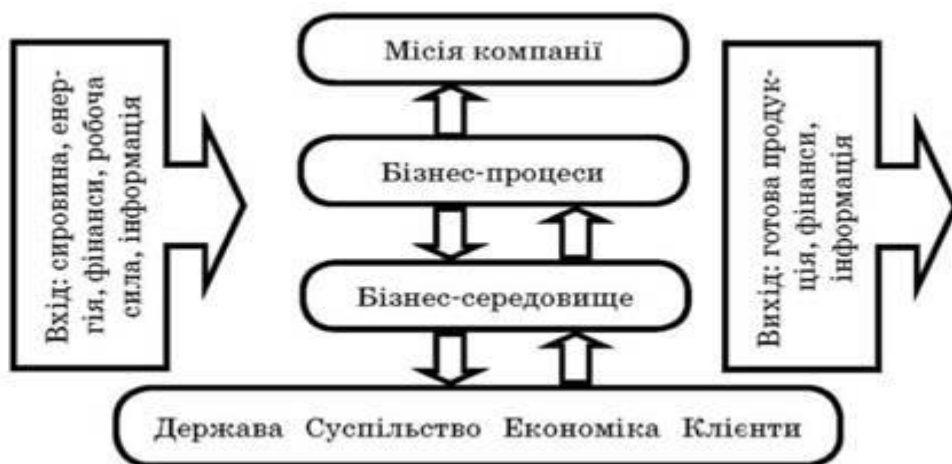 Вхід: сировина, енер-
гія, фінанси, робоча
сила, інформація
Місія компанії
Бізнес-процеси
Бізнес-середовище
Держава Суспільство Економіка Клієнти
Вихід: готова продук-
ція, фінанси,
інформація